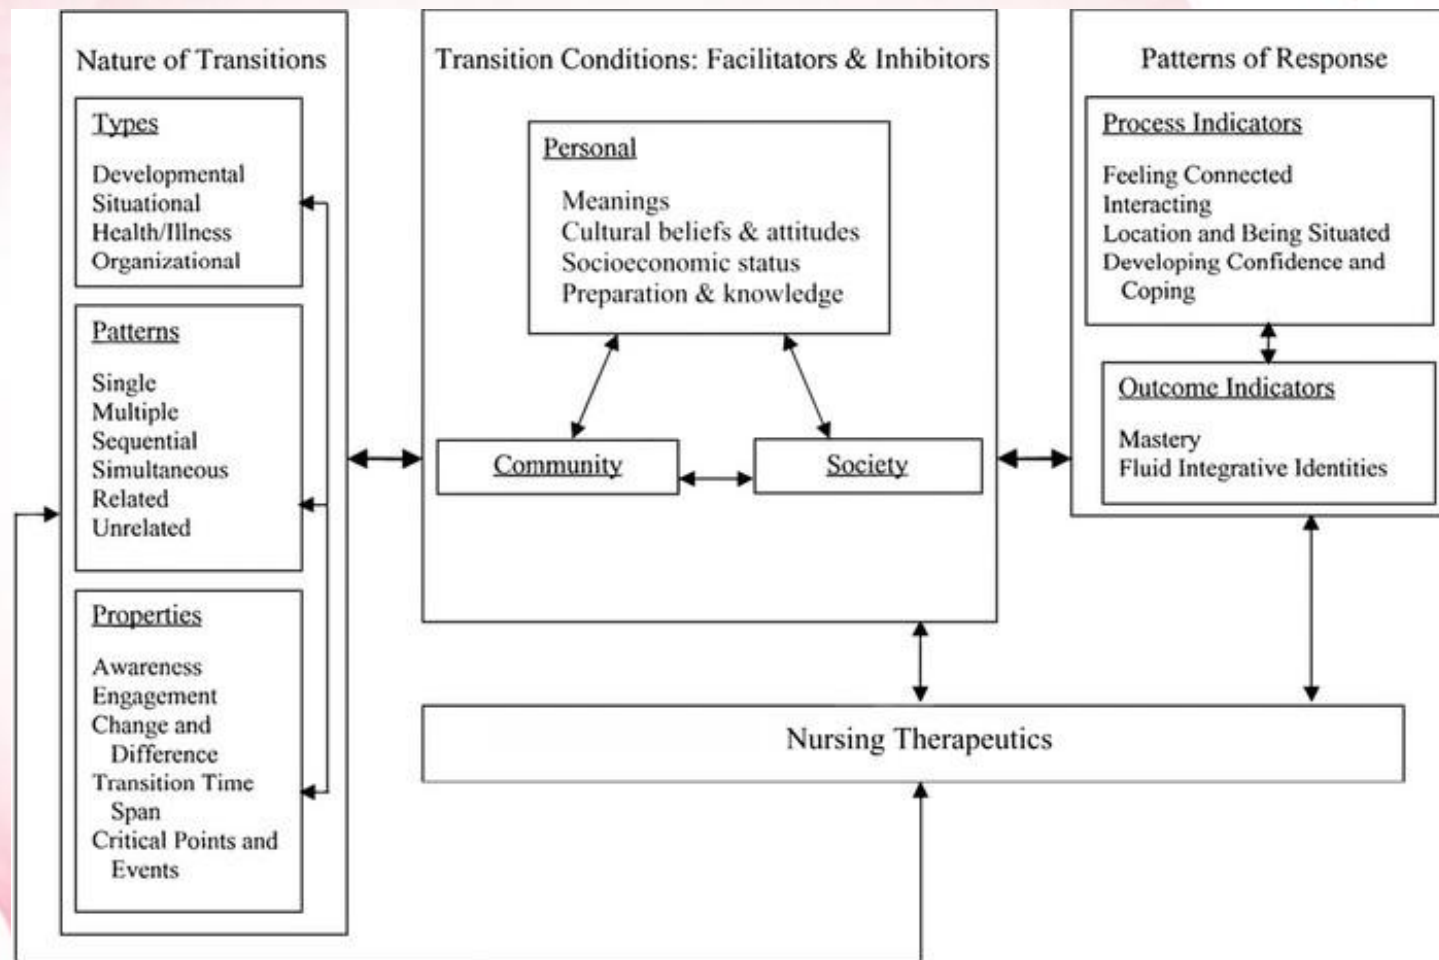 Nature of Transitions
Types
Developmental
Situational
Health/Illness
Organizational
Patterns
Single
Multiple
Sequential
Simultaneous
Related
Unrelated
Properties
Awareness
Engagement
Change and
Difference
Transition Time
Span
Critical Points and
Events
Transition Conditions: Facilitators & Inhibitors
Personal
Meanings
Cultural beliefs & attitudes
Socioeconomic status
Preparation & knowledge
Community
Society
Patterns of Response
Process Indicators
Feeling Connected
Interacting
Location and Being Situated
Developing Confidence and
Coping
Outcome Indicators
Mastery
Fluid Integrative Identities
Nursing Therapeutics